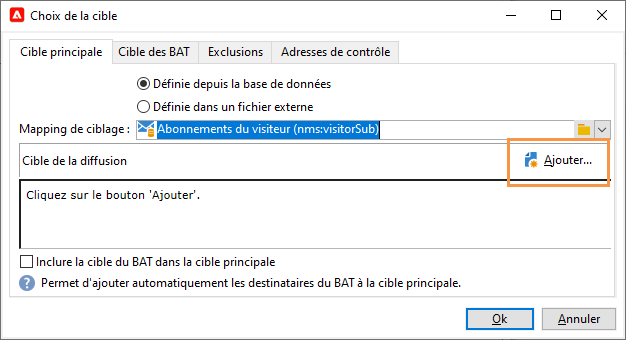 Choix de la cible
Cible principale
Cible des BAT
Exclusions
Adresses de contrôle
Définie depuis la base de données
Définie dans un fichier externe
Mapping de ciblage :
Abonnements du visiteur (nms:visitorSub)
Cible de la diffusion
Ajouter...
Cliquez sur le bouton 'Ajouter'.
Inclure la cible du BAT dans la cible principale
Permet d'ajouter automatiquement les destinataires du BAT à la cible principale.
Ok
Annuler